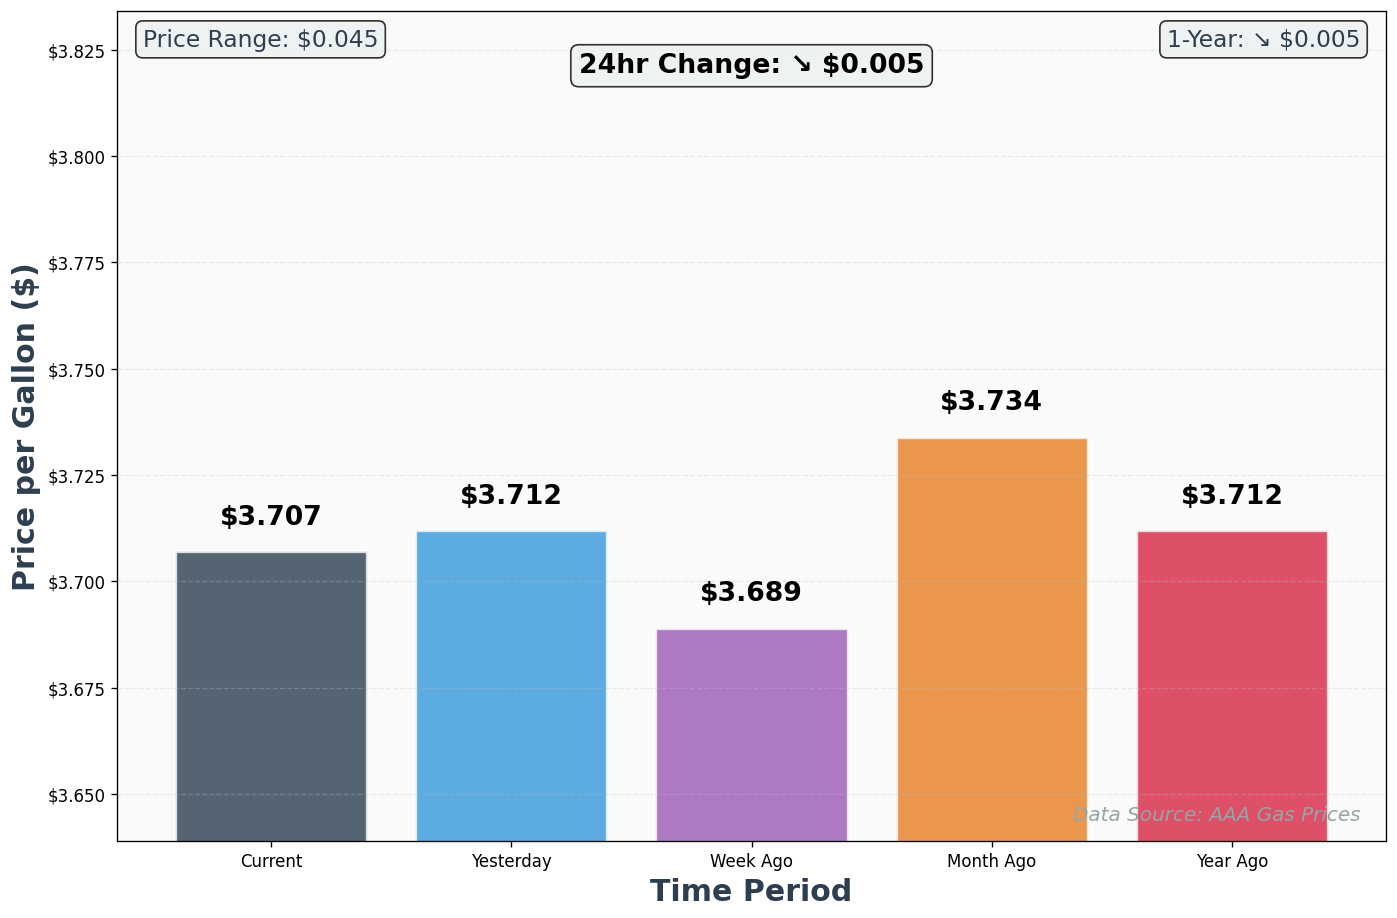 Price Range: $0.045
24hr Change: ↘ $0.005
1-Year: ↘ $0.005
Price per Gallon ($)
$3.825
$3.800
$3.775
$3.750
$3.725
$3.700
$3.675
$3.650
$3.707
$3.712
$3.689
$3.734
$3.712
Data Source: AAA Gas Prices
Current
Yesterday
Week Ago
Month Ago
Year Ago
Time Period